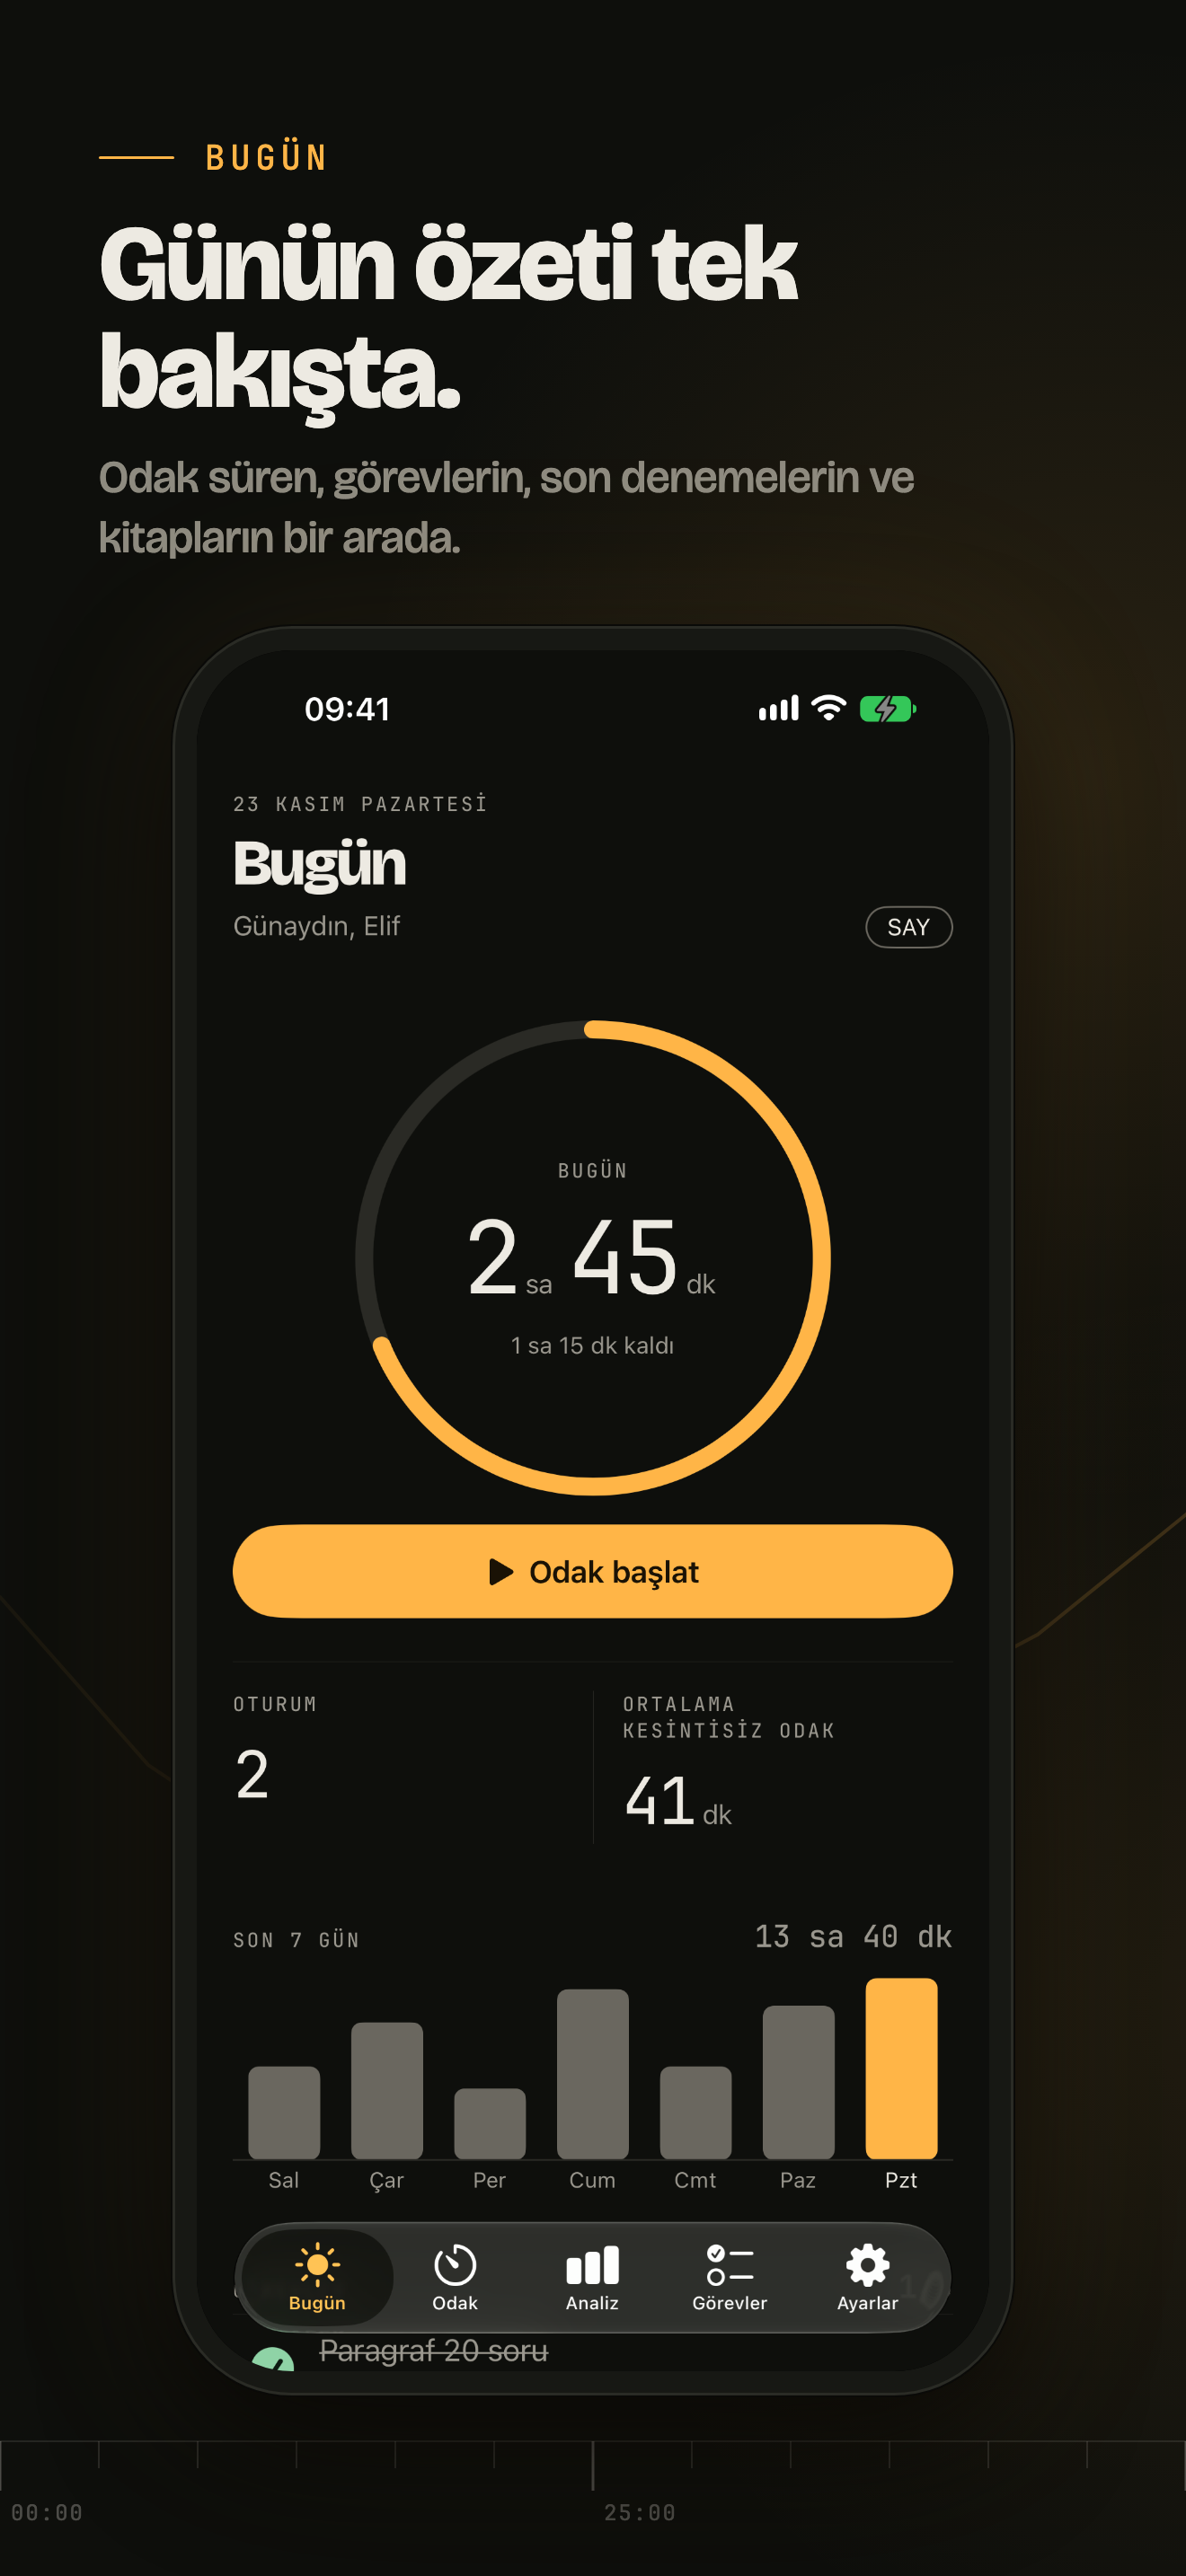 BUGÜN
Günün özeti tek
bakışta.
Odak süren, görevlerin, son denemelerin ve
kitapların bir arada.
09:41
23 KASIM PAZARTESİ
Bugün
Günaydın, Elif
SAY
BUGÜN
2 sa 45 dk
1 sa 15 dk kaldı
Odak başlat
OTURUM
2
ORTALAMA
KESİNTİSİZ ODAK
41 dk
SON 7 GÜN
13 sa 40 dk
Sal Çar Per Cum Cmt Paz Pzt
Bugün Odak Analiz Görevler Ayarlar
Paragraf 20 soru
00:00 25:00